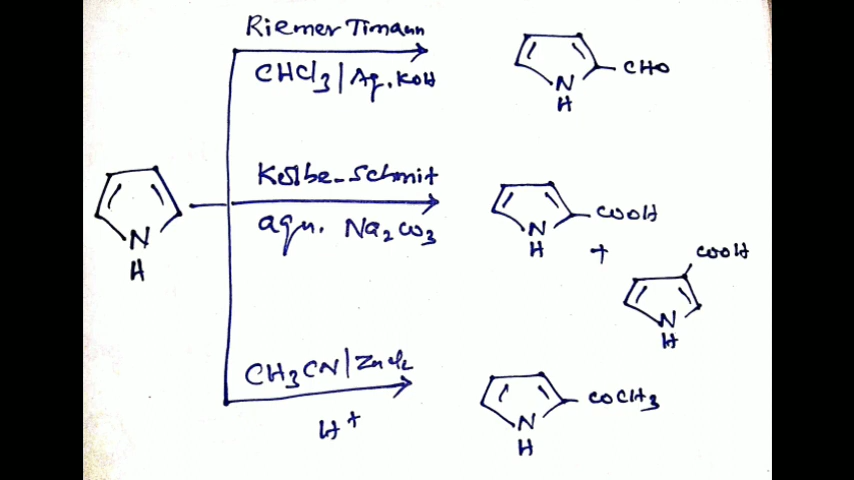 Riemer Timann
CHCl3 | Aq. KOH
N
H
CHO
N
H
Kolbe-Schmit
aqu. Na2CO3
N
H
COOH
+
COOH
N
H
CH3CN | ZnCl2
H+
N
H
COCH3